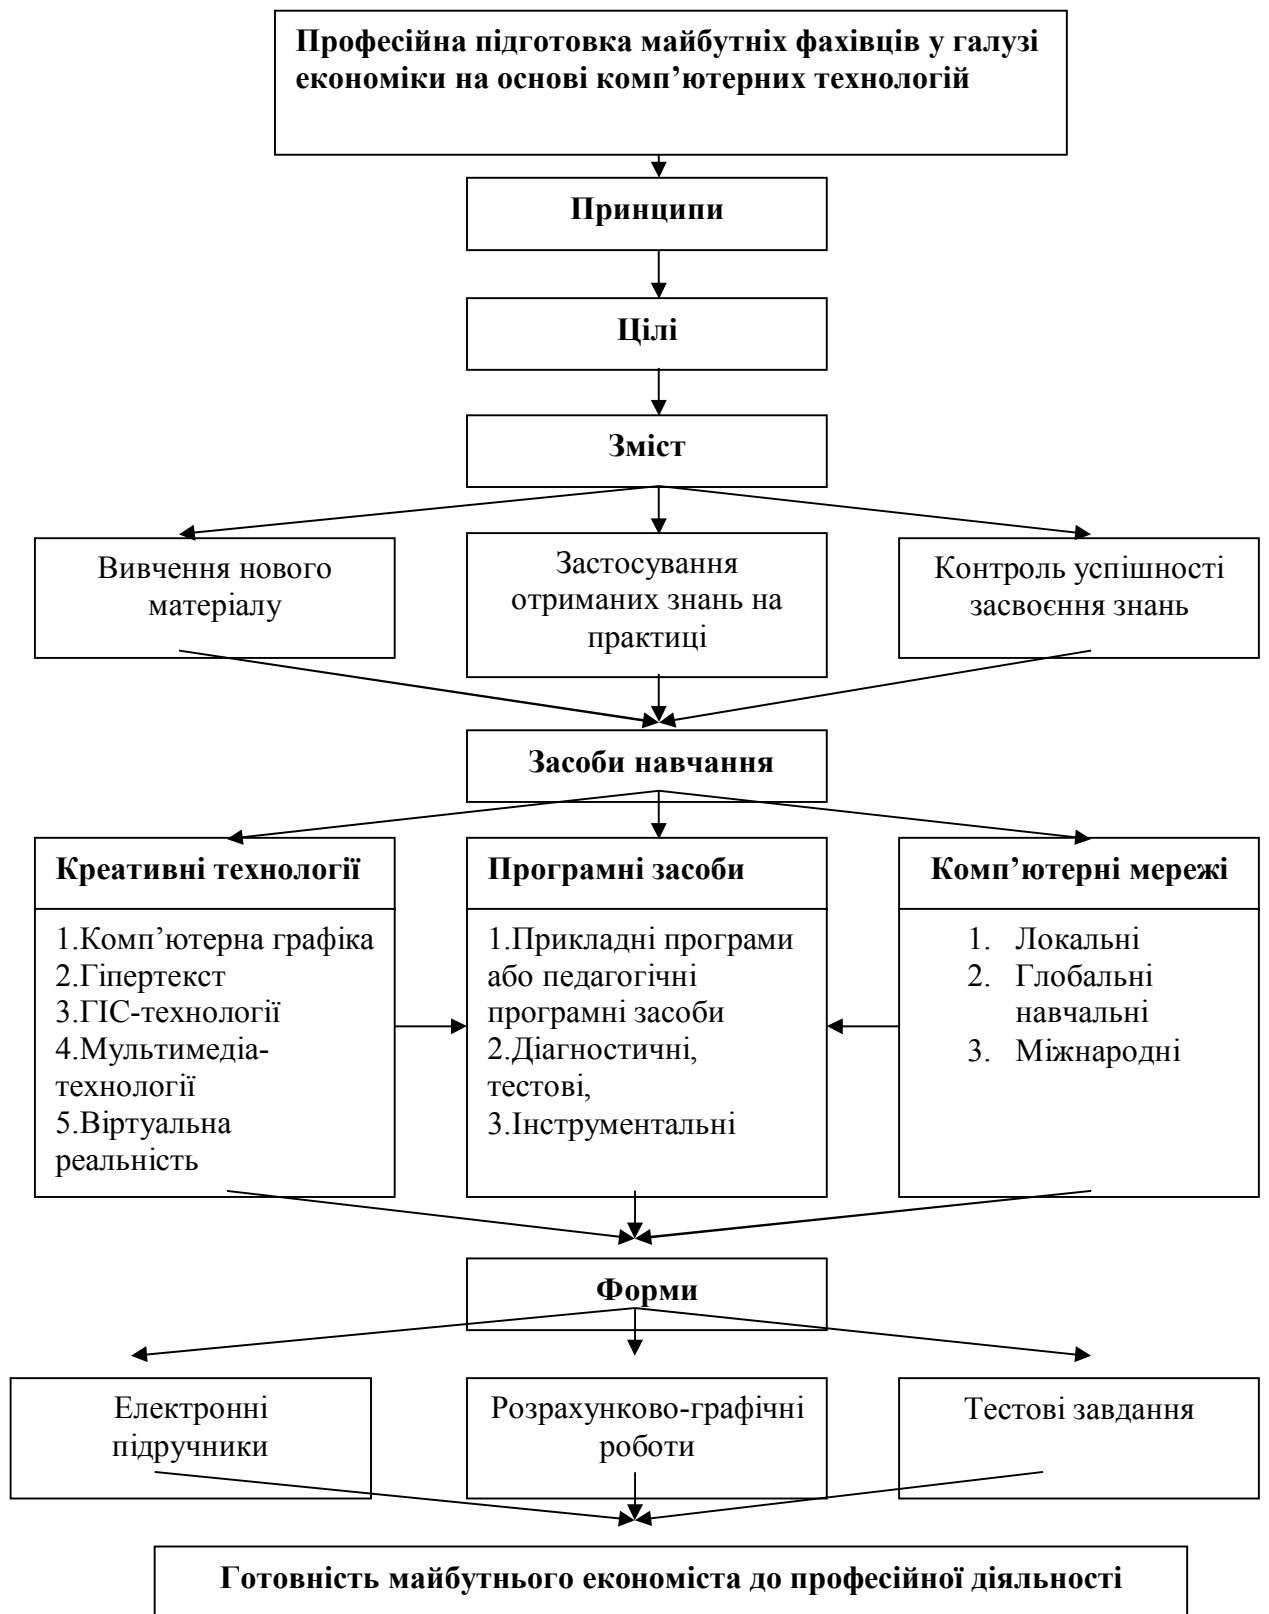 Професійна підготовка майбутніх фахівців у галузі
економіки на основі комп’ютерних технологій
Принципи
Цілі
Зміст
Вивчення нового
матеріалу
Застосування
отриманих знань на
практиці
Контроль успішності
засвоєння знань
Засоби навчання
Креативні технології
1.Комп’ютерна графіка
2.Гіпертекст
3.ГІС-технології
4.Мультимедіа-
технології
5.Віртуальна
реальність
Програмні засоби
1.Прикладні програми
або педагогічні
програмні засоби
2.Діагностичні,
тестові,
3.Інструментальні
Комп’ютерні мережі
1. Локальні
2. Глобальні
навчальні
3. Міжнародні
Форми
Електронні
підручники
Розрахунково-графічні
роботи
Тестові завдання
Готовність майбутнього економіста до професійної діяльності